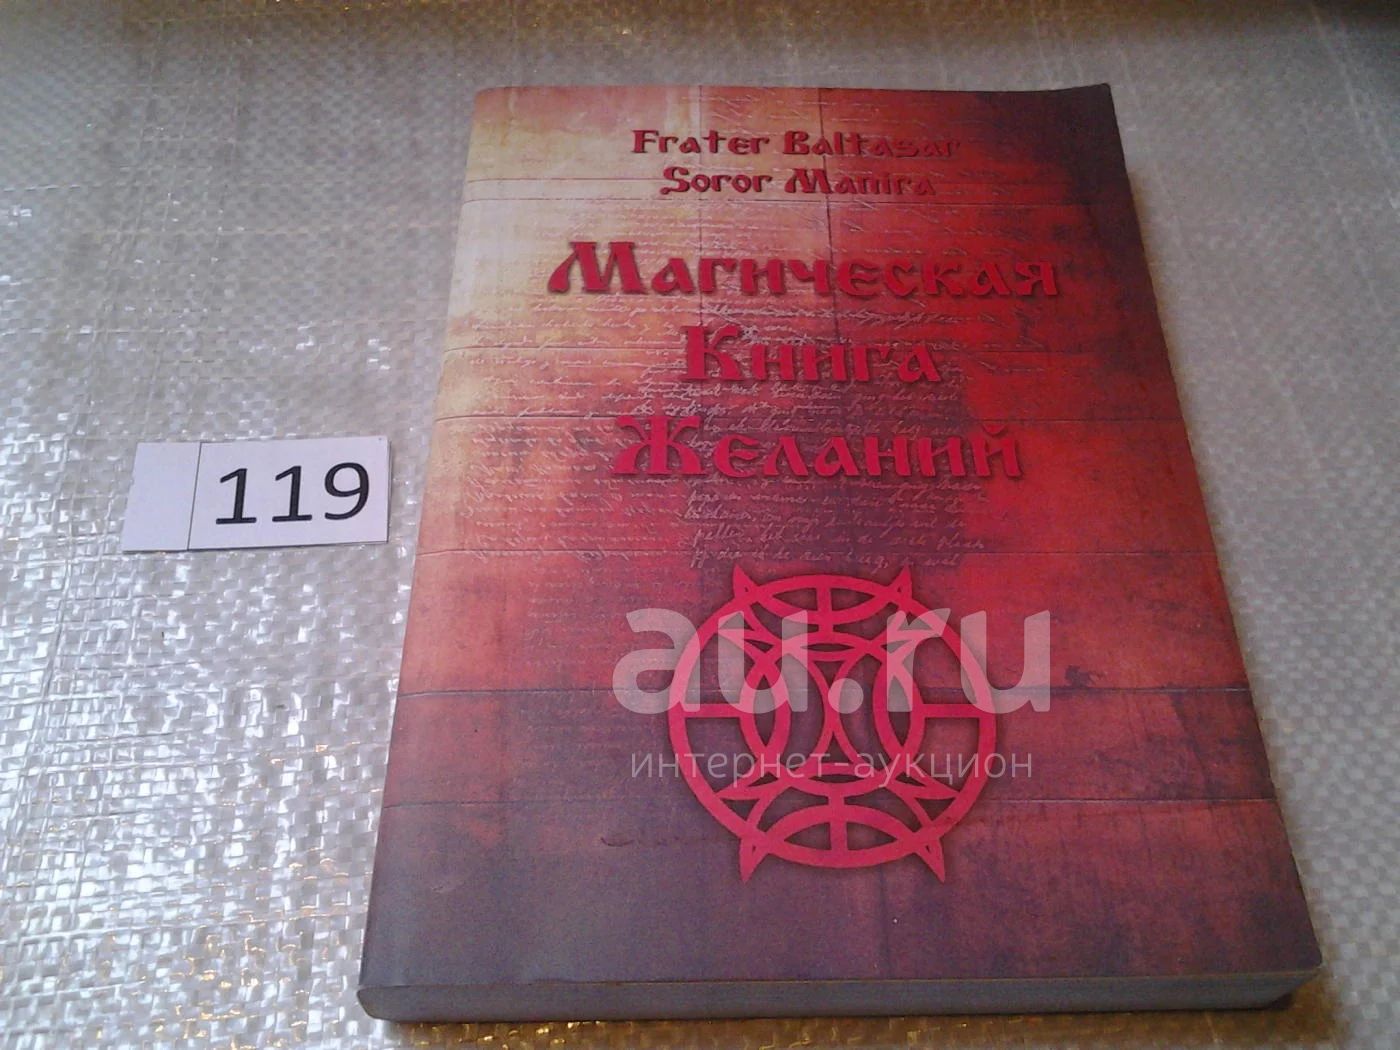 Frater Baltasar
Soror Manira
Магическая
Книга
Желаний
119
au.ru
интернет-аукцион